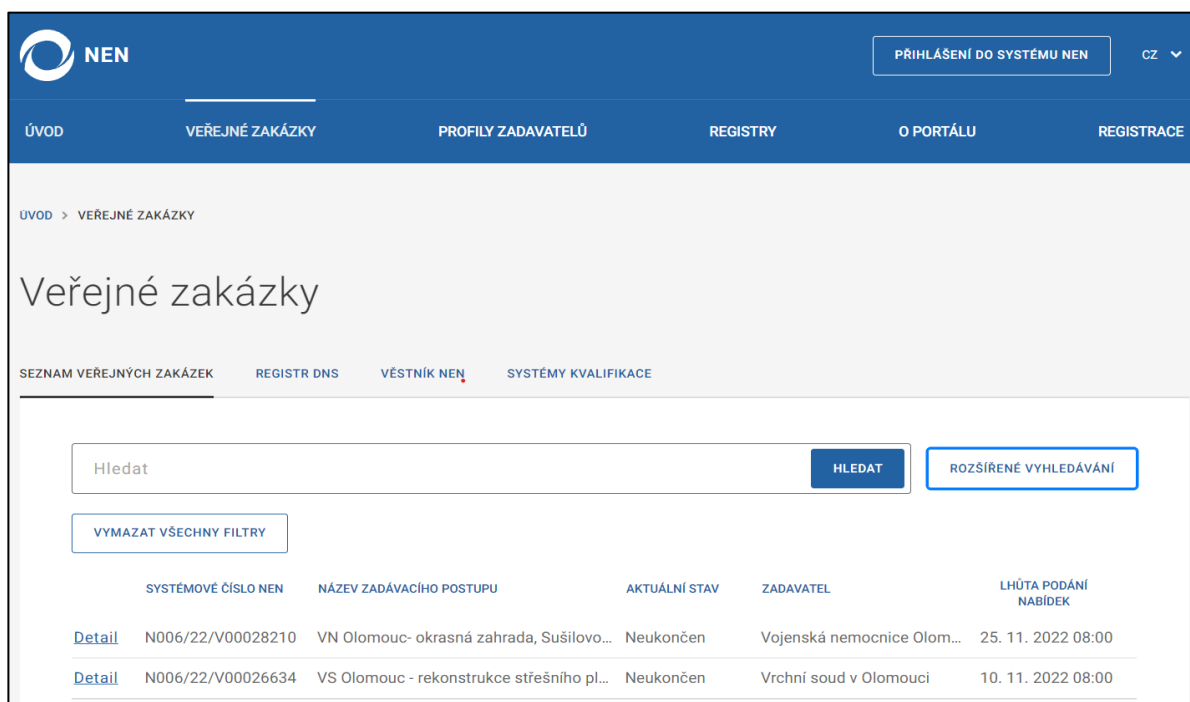 NEN
PŘIHLÁŠENÍ DO SYSTÉMU NEN
CZ
ÚVOD VEŘEJNÉ ZAKÁZKY PROFILY ZADAVATELŮ REGISTRY O PORTÁLU REGISTRACE
ÚVOD > VEŘEJNÉ ZAKÁZKY
Veřejné zakázky
SEZNAM VEŘEJNÝCH ZAKÁZEK REGISTR DNS VĚSTNÍK NEN SYSTÉMY KVALIFIKACE
Hledat HLEDAT ROZŠÍŘENÉ VYHLEDÁVÁNÍ
VYMAZAT VŠECHNY FILTRY
SYSTÉMOVÉ ČÍSLO NEN NÁZEV ZADÁVACÍHO POSTUPU AKTUÁLNÍ STAV ZADAVATEL LHŮTA PODÁNÍ
NABÍDEK
Detail N006/22/V00028210 VN Olomouc- okrasná zahrada, Sušilovo... Neukončen Vojenská nemocnice Olom... 25. 11. 2022 08:00
Detail N006/22/V00026634 VS Olomouc - rekonstrukce střešního pl... Neukončen Vrchní soud v Olomouci 10. 11. 2022 08:00